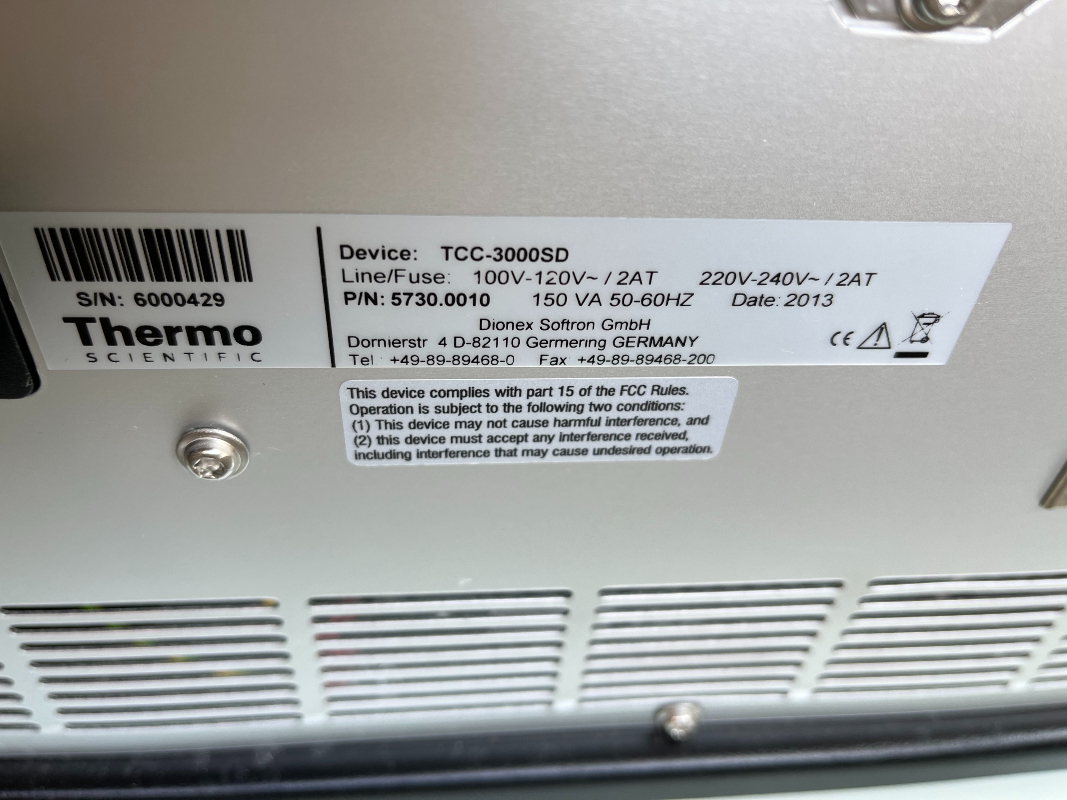 S/N: 6000429
Thermo
SCIENTIFIC
Device: TCC-3000SD
Line/Fuse: 100V-120V~ / 2AT 220V-240V~ / 2AT
P/N: 5730.0010 150 VA 50-60HZ Date: 2013
Dionex Softron GmbH
Dornierstr 4 D-82110 Germering GERMANY
Tel +49-89-89468-0 Fax +49-89-89468-200
CE
This device complies with part 15 of the FCC Rules.
Operation is subject to the following two conditions:
(1) This device may not cause harmful interference, and
(2) this device must accept any interference received,
including interference that may cause undesired operation.